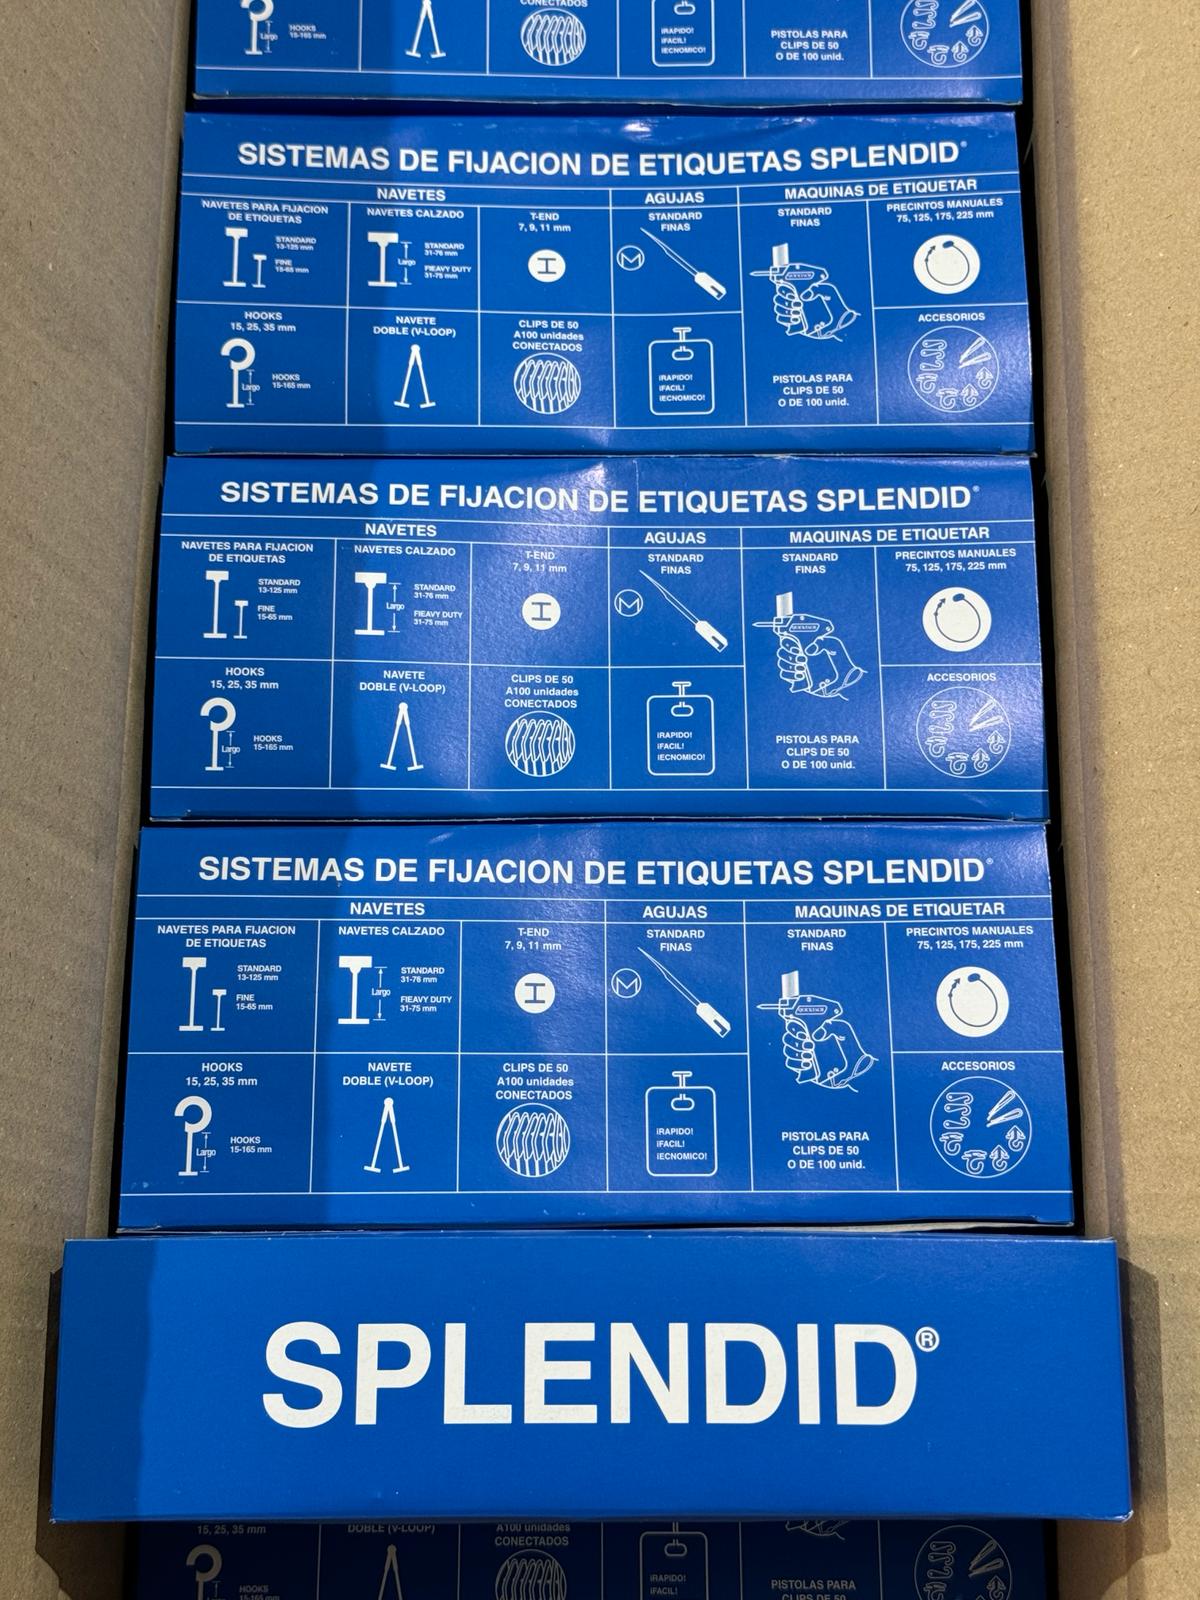 CONECTADOS
HOOKS
15-165 mm
Largo
¡RAPIDO!
¡FACIL!
¡ECNOMICO!
PISTOLAS PARA
CLIPS DE 50
O DE 100 unid.
SISTEMAS DE FIJACION DE ETIQUETAS SPLENDID®
NAVETES
AGUJAS
MAQUINAS DE ETIQUETAR
NAVETES PARA FIJACION
DE ETIQUETAS
STANDARD
13-125 mm
FINE
15-65 mm
NAVETES CALZADO
Largo
STANDARD
31-76 mm
FIEAVY DUTY
31-75 mm
T-END
7, 9, 11 mm
H
STANDARD
FINAS
M
STANDARD
FINAS
PRECINTOS MANUALES
75, 125, 175, 225 mm
HOOKS
15, 25, 35 mm
Largo
HOOKS
15-165 mm
NAVETE
DOBLE (V-LOOP)
CLIPS DE 50
A100 unidades
CONECTADOS
¡RAPIDO!
¡FACIL!
¡ECNOMICO!
PISTOLAS PARA
CLIPS DE 50
O DE 100 unid.
ACCESORIOS
SISTEMAS DE FIJACION DE ETIQUETAS SPLENDID®
NAVETES
AGUJAS
MAQUINAS DE ETIQUETAR
NAVETES PARA FIJACION
DE ETIQUETAS
STANDARD
13-125 mm
FINE
15-65 mm
NAVETES CALZADO
Largo
STANDARD
31-76 mm
FIEAVY DUTY
31-75 mm
T-END
7, 9, 11 mm
H
STANDARD
FINAS
M
STANDARD
FINAS
PRECINTOS MANUALES
75, 125, 175, 225 mm
HOOKS
15, 25, 35 mm
Largo
HOOKS
15-165 mm
NAVETE
DOBLE (V-LOOP)
CLIPS DE 50
A100 unidades
CONECTADOS
¡RAPIDO!
¡FACIL!
¡ECNOMICO!
PISTOLAS PARA
CLIPS DE 50
O DE 100 unid.
ACCESORIOS
SISTEMAS DE FIJACION DE ETIQUETAS SPLENDID®
NAVETES
AGUJAS
MAQUINAS DE ETIQUETAR
NAVETES PARA FIJACION
DE ETIQUETAS
STANDARD
13-125 mm
FINE
15-65 mm
NAVETES CALZADO
Largo
STANDARD
31-76 mm
FIEAVY DUTY
31-75 mm
T-END
7, 9, 11 mm
H
STANDARD
FINAS
M
STANDARD
FINAS
PRECINTOS MANUALES
75, 125, 175, 225 mm
HOOKS
15, 25, 35 mm
Largo
HOOKS
15-165 mm
NAVETE
DOBLE (V-LOOP)
CLIPS DE 50
A100 unidades
CONECTADOS
¡RAPIDO!
¡FACIL!
¡ECNOMICO!
PISTOLAS PARA
CLIPS DE 50
O DE 100 unid.
ACCESORIOS
SPLENDID®
15, 25, 35 mm
DOBLE (V-LOOP)
A100 unidades
CONECTADOS
HOOKS
15-165 mm
Largo
¡RAPIDO!
¡FACIL!
PISTOLAS PARA
CLIPS DE 50